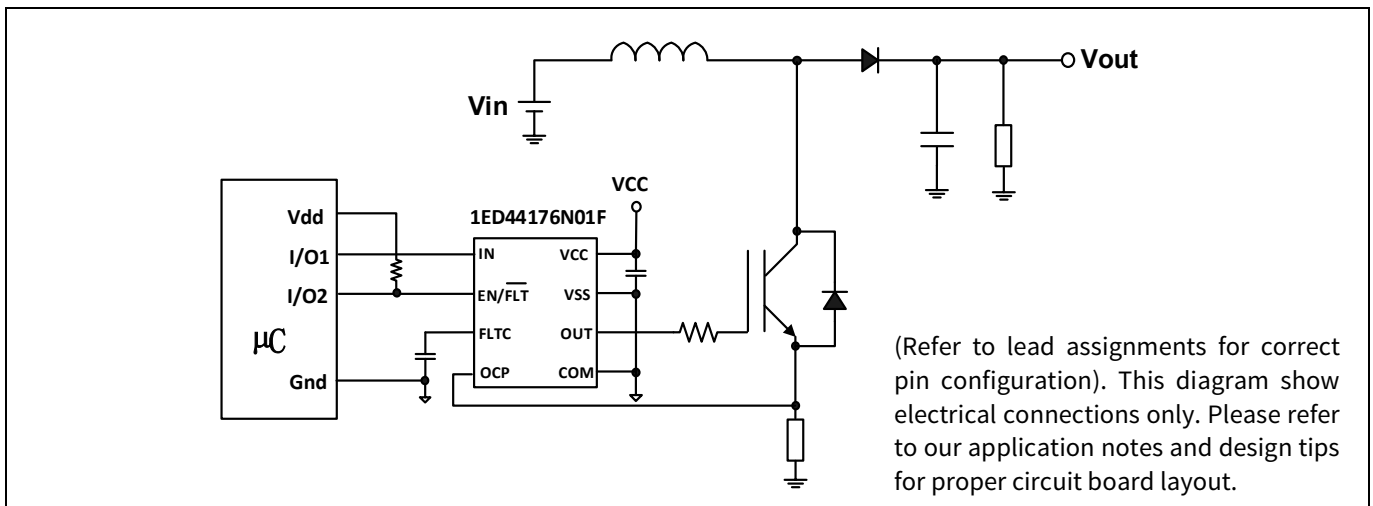 Vout
Vin
VCC
1ED44176N01F
Vdd
I/O1
I/O2
μC
Gnd
IN
EN/FLT
FLTC
OCP
VCC
VSS
OUT
COM
(Refer to lead assignments for correct
pin configuration). This diagram show
electrical connections only. Please refer
to our application notes and design tips
for proper circuit board layout.